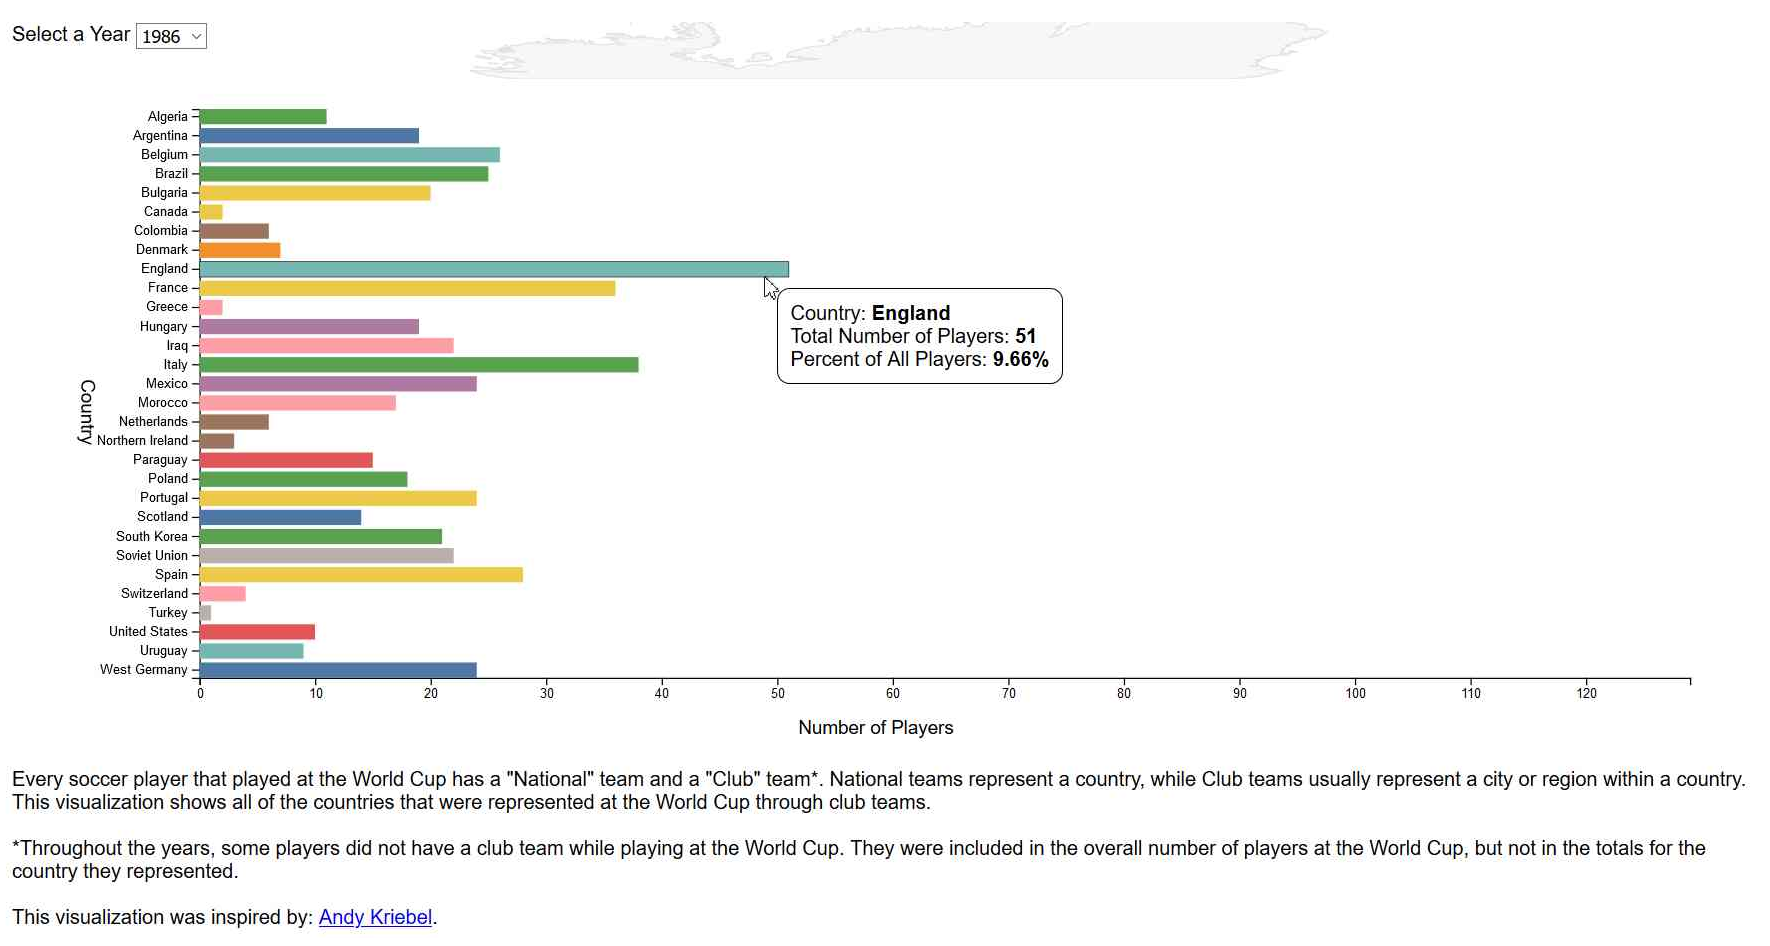 Select a Year 1986
Algeria
Argentina
Belgium
Brazil
Bulgaria
Canada
Colombia
Denmark
England
France
Greece
Hungary
Iraq
Italy
Mexico
Morocco
Netherlands
Northern Ireland
Paraguay
Poland
Portugal
Scotland
South Korea
Soviet Union
Spain
Switzerland
Turkey
United States
Uruguay
West Germany
Country
Country: England
Total Number of Players: 51
Percent of All Players: 9.66%
0 10 20 30 40 50 60 70 80 90 100 110 120
Number of Players
Every soccer player that played at the World Cup has a "National" team and a "Club" team*. National teams represent a country, while Club teams usually represent a city or region within a country.
This visualization shows all of the countries that were represented at the World Cup through club teams.
*Throughout the years, some players did not have a club team while playing at the World Cup. They were included in the overall number of players at the World Cup, but not in the totals for the
country they represented.
This visualization was inspired by: Andy Kriebel.